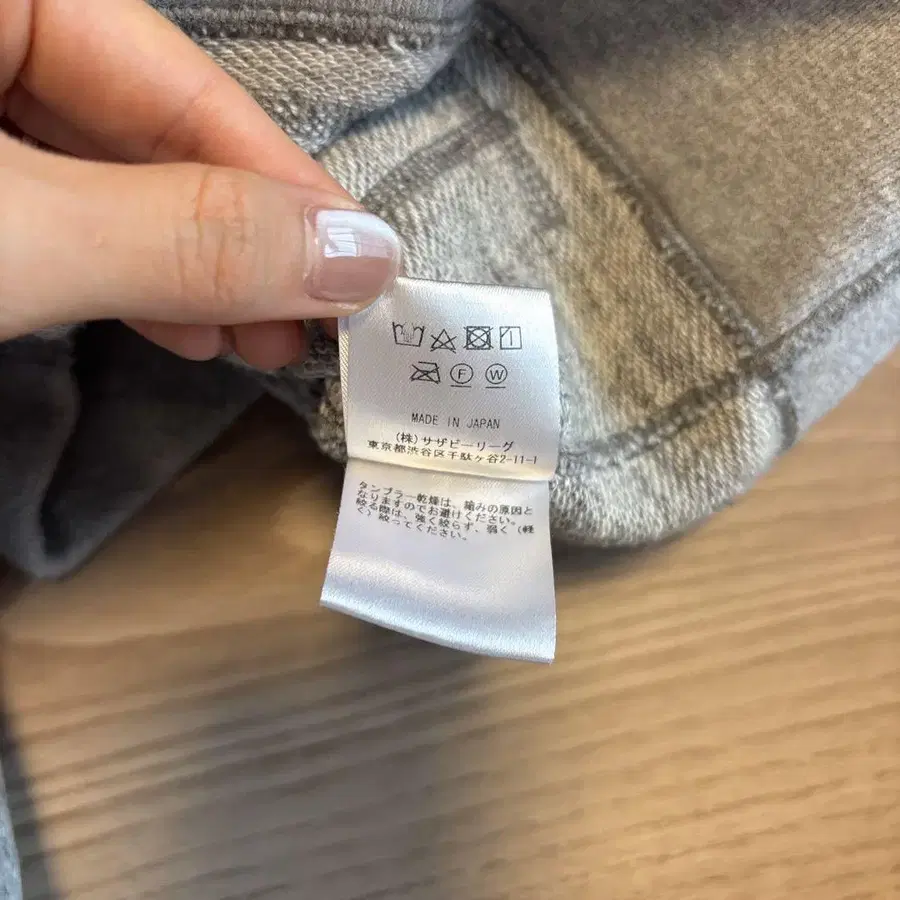 F W
MADE IN JAPAN
(株)サザビーリーグ
東京都渋谷区千駄ヶ谷2-11-1
タンブラー乾燥は、縮みの原因と
なりますのでお避けください。
絞る際は、強く絞らず、弱く(軽
く)絞ってください。